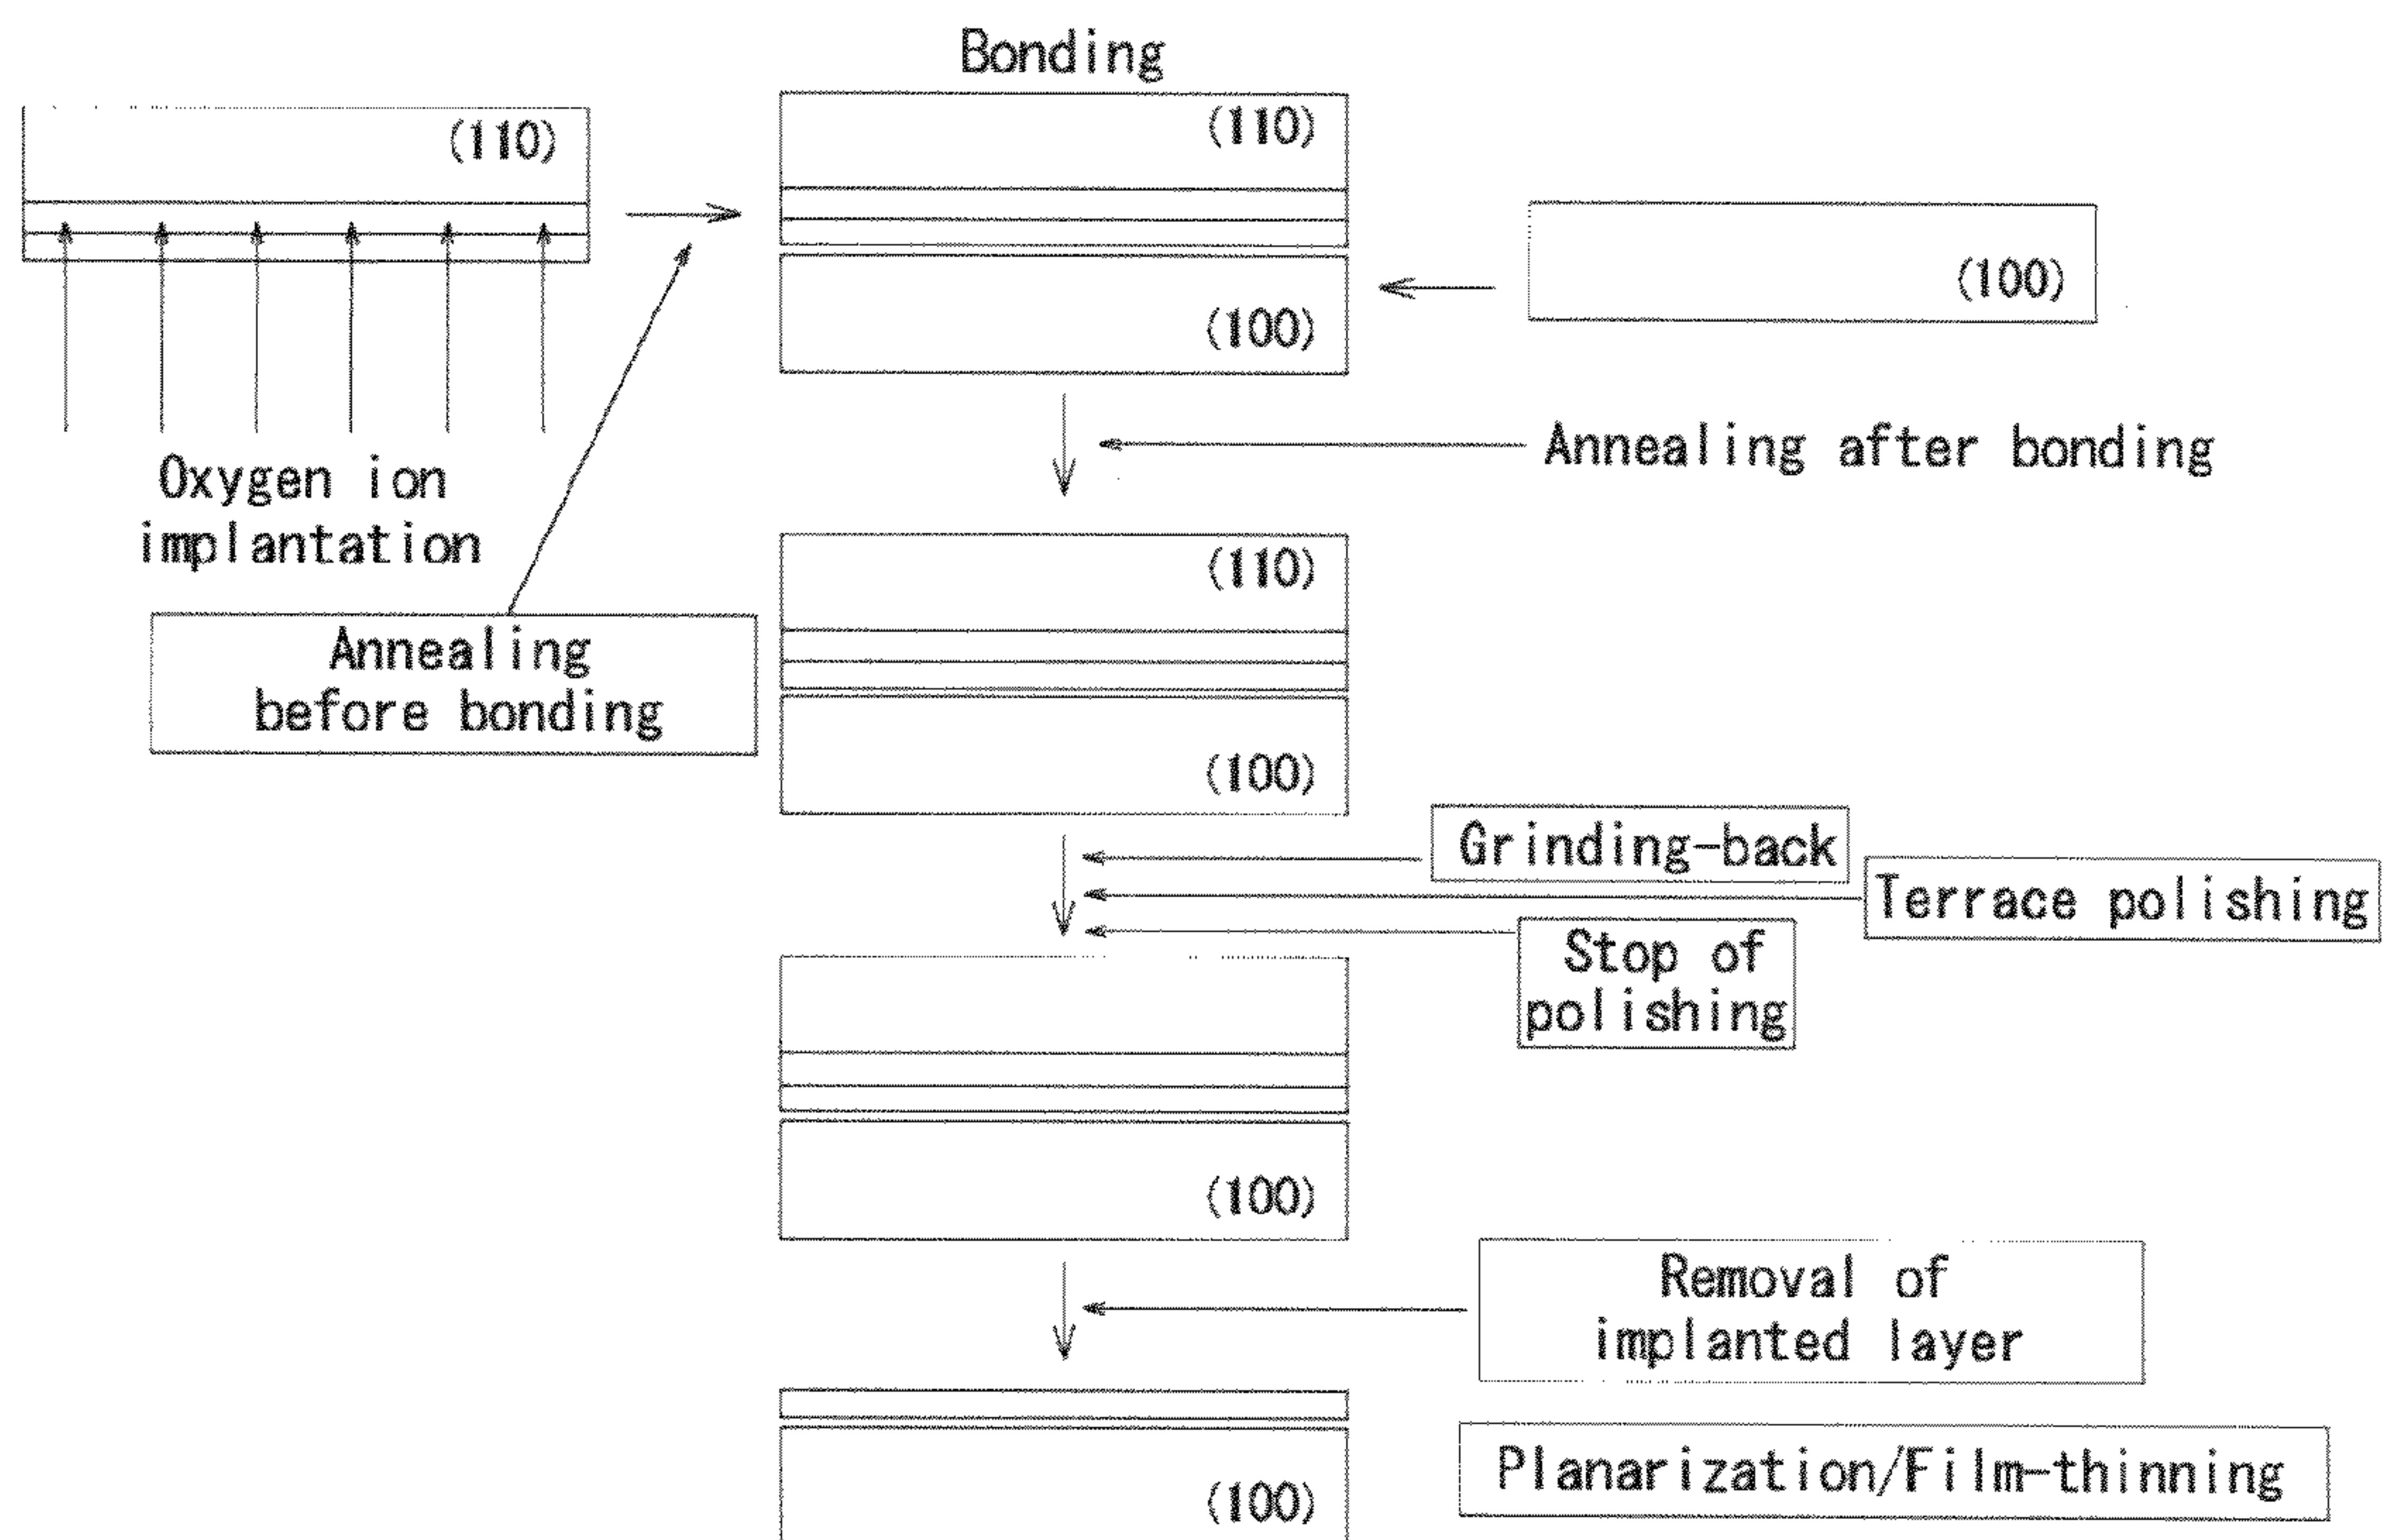 Bonding
(110)
(110)
(100)
(100)
Oxygen ion
implantation
Annealing after bonding
(110)
Annealing
before bonding
(100)
Grinding-back
Terrace polishing
Stop of
polishing
(100)
Removal of
implanted layer
Planarization/Film-thinning
(100)